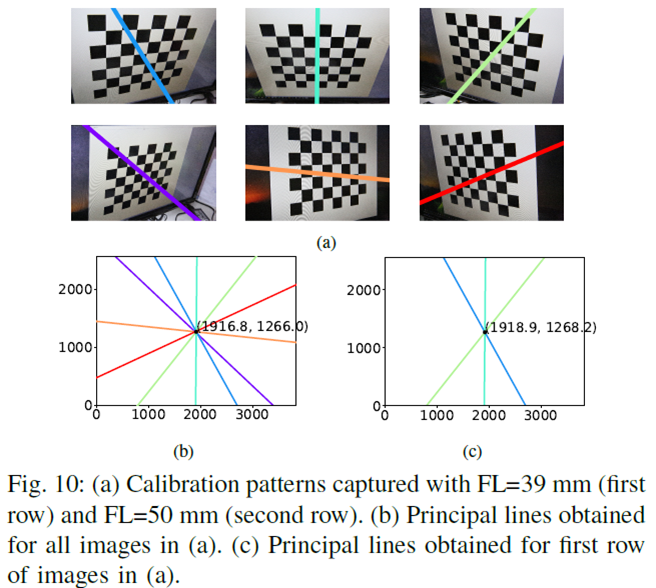 (a)
2000
1000
0
0 1000 2000 3000
(1916.8, 1266.0)
(b)
2000
1000
0
0 1000 2000 3000
(1918.9, 1268.2)
(c)
Fig. 10: (a) Calibration patterns captured with FL=39 mm (first
row) and FL=50 mm (second row). (b) Principal lines obtained
for all images in (a). (c) Principal lines obtained for first row
of images in (a).